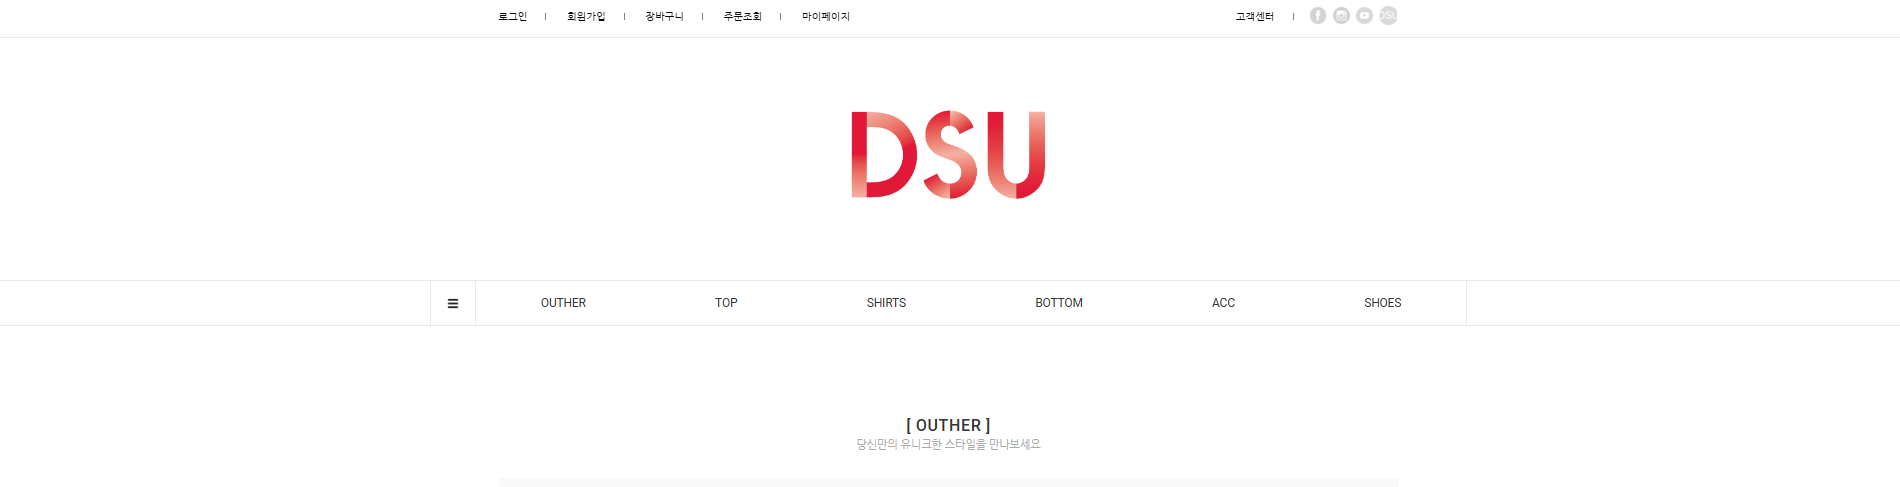 로그인 | 회원가입 | 장바구니 | 주문조회 | 마이페이지 고객센터 | DSU
DSU
OUTHER TOP SHIRTS BOTTOM ACC SHOES
[ OUTHER ]
당신만의 유니크한 스타일을 만나보세요